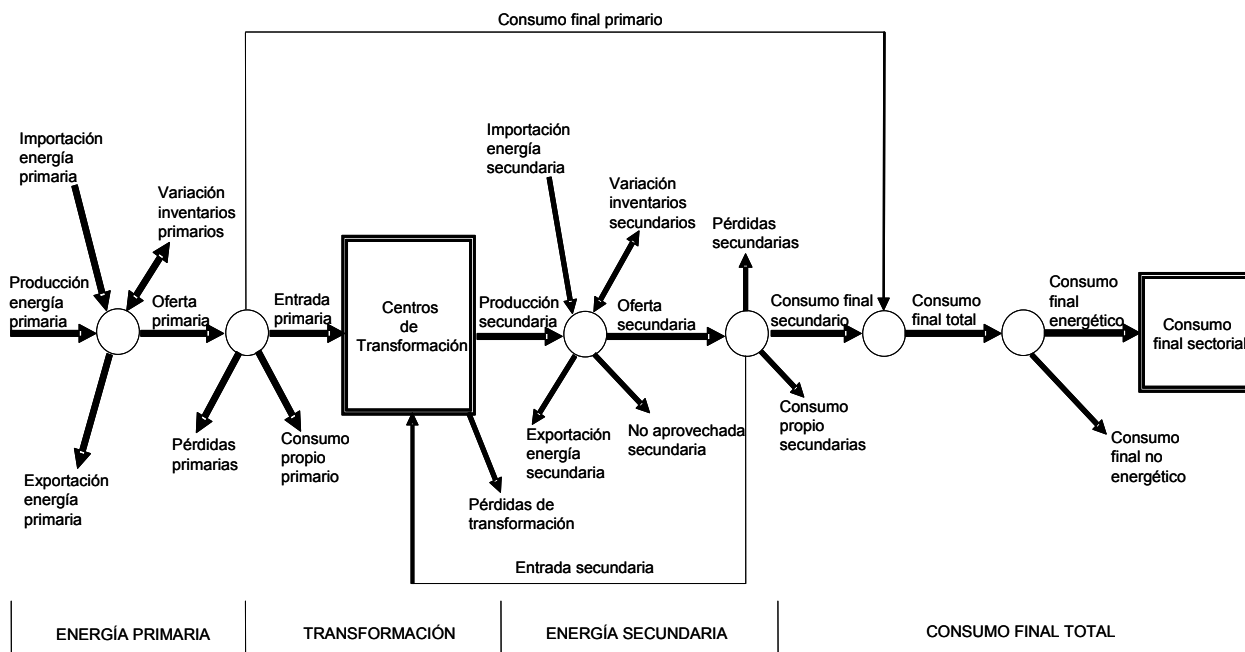 Consumo final primario
Importación
energía
primaria
Variación
inventarios
primarios
Producción
energía
primaria
Oferta
primaria
Entrada
primaria
Centros
de
Transformación
Producción
secundaria
Importación
energía
secundaria
Variación
inventarios
secundarios
Oferta
secundaria
Pérdidas
secundarias
Consumo final
secundario
Consumo
final total
Consumo
final
energético
Consumo
final sectorial
Exportación
energía
primaria
Pérdidas
primarias
Consumo
propio
primario
Pérdidas de
transformación
Exportación
energía
secundaria
No aprovechada
secundaria
Consumo
propio
secundarias
Consumo
final no
energético
Entrada secundaria
ENERGÍA PRIMARIA
TRANSFORMACIÓN
ENERGÍA SECUNDARIA
CONSUMO FINAL TOTAL